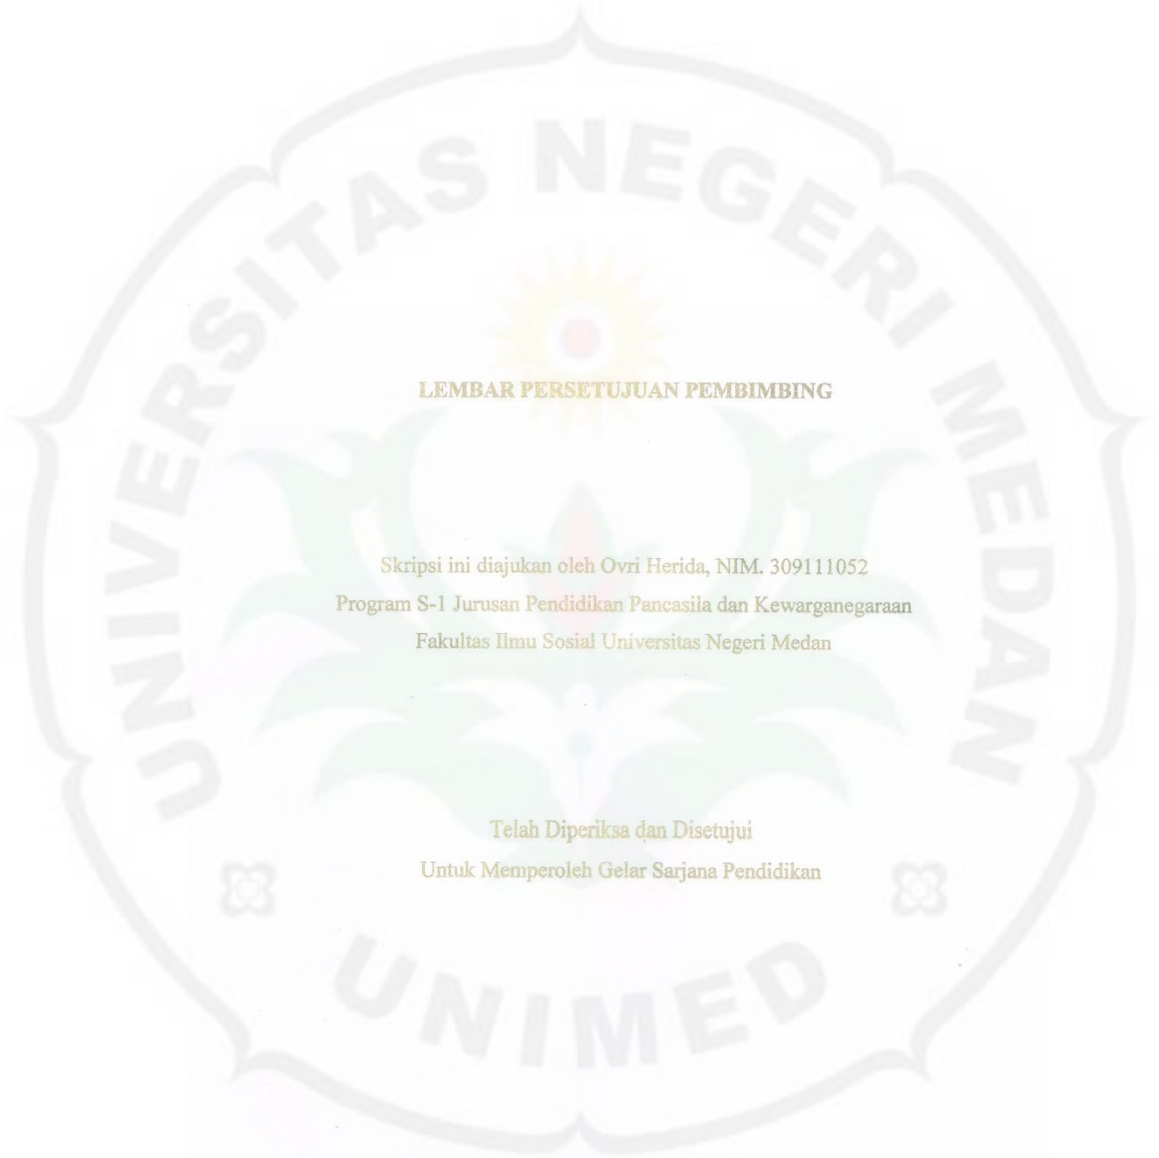 UNIVERSITAS NEGERI MEDAN
LEMBAR PERSETUJUAN PEMBIMBING
Skripsi ini diajukan oleh Ovri Herida, NIM. 309111052
Program S-1 Jurusan Pendidikan Pancasila dan Kewarganegaraan
Fakultas Ilmu Sosial Universitas Negeri Medan
Telah Diperiksa dan Disetujui
Untuk Memperoleh Gelar Sarjana Pendidikan
UNIMED